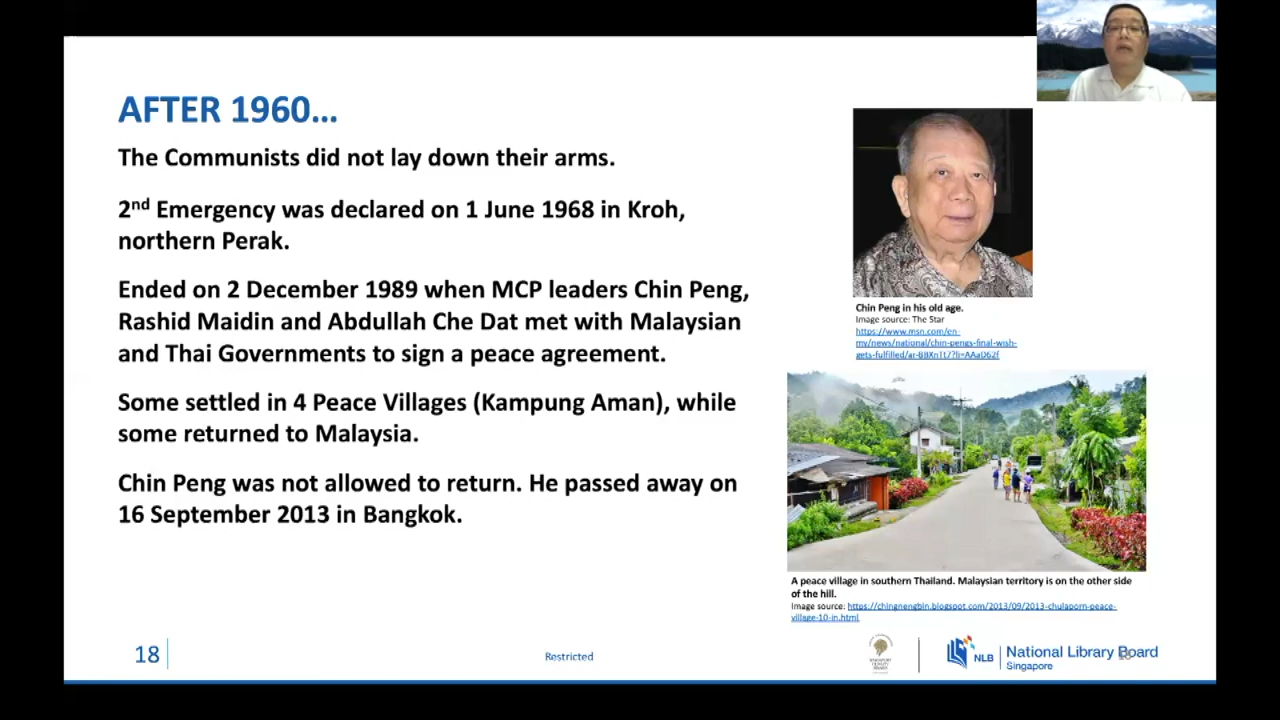 AFTER 1960...
The Communists did not lay down their arms.
2nd Emergency was declared on 1 June 1968 in Kroh,
northern Perak.
Ended on 2 December 1989 when MCP leaders Chin Peng,
Rashid Maidin and Abdullah Che Dat met with Malaysian
and Thai Governments to sign a peace agreement.
Some settled in 4 Peace Villages (Kampung Aman), while
some returned to Malaysia.
Chin Peng was not allowed to return. He passed away on
16 September 2013 in Bangkok.
Chin Peng in his old age.
Image source: The Star
https://www.msn.com/en-
my/news/national/chin-pengs-final-wish-
A peace village in southern Thailand. Malaysian territory is on the other side
of the hill.
Image source: https://chingnengbin.blogspot.com/2013/09/2013-chulaporn-peace-
village-10-in.html
18
Restricted
NLB
National Library Board
Singapore